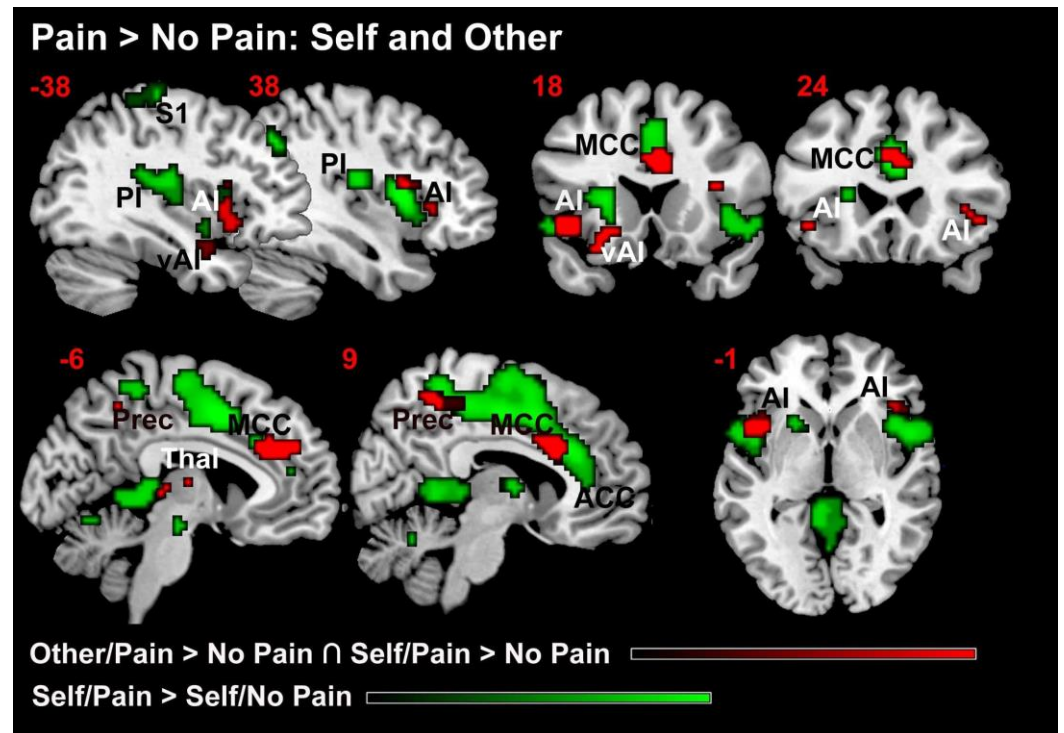 Pain > No Pain: Self and Other
-38
38
18
24
S1
PI
AI
vAI
PI
AI
MCC
AI
vAI
MCC
AI
AI
-6
9
-1
Prec
MCC
Thal
Prec
MCC
ACC
AI
AI
Other/Pain > No Pain ∩ Self/Pain > No Pain
Self/Pain > Self/No Pain